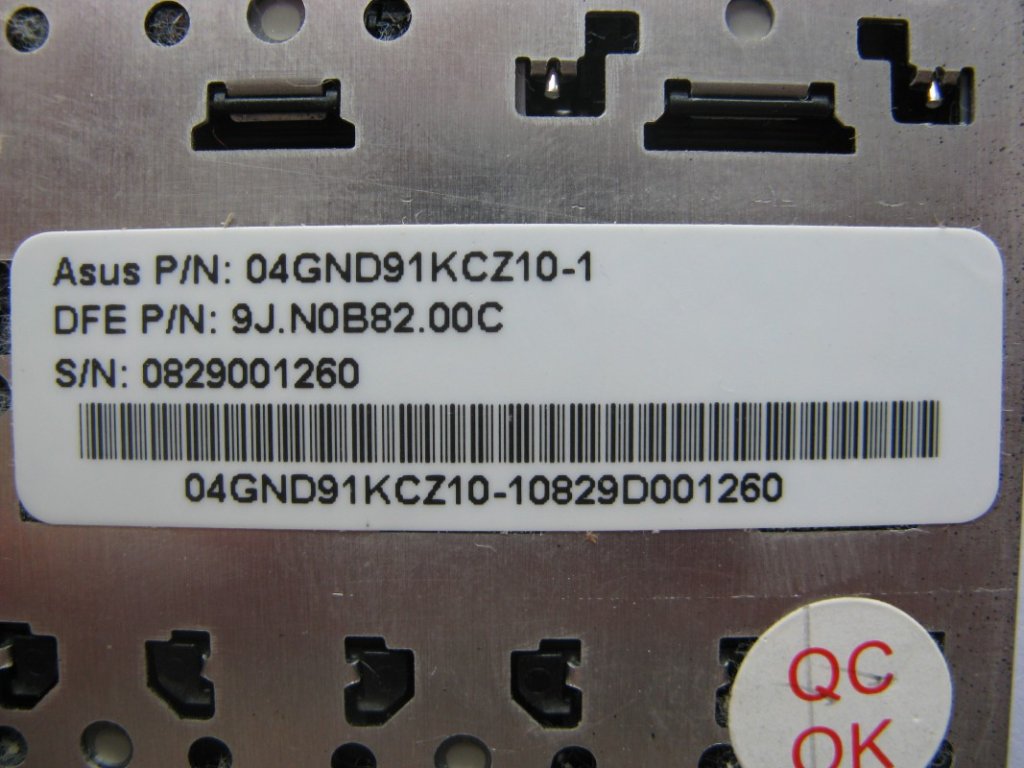 Asus P/N: 04GND91KCZ10-1
DFE P/N: 9J.N0B82.00C
S/N: 0829001260
04GND91KCZ10-10829D001260
QC
OK